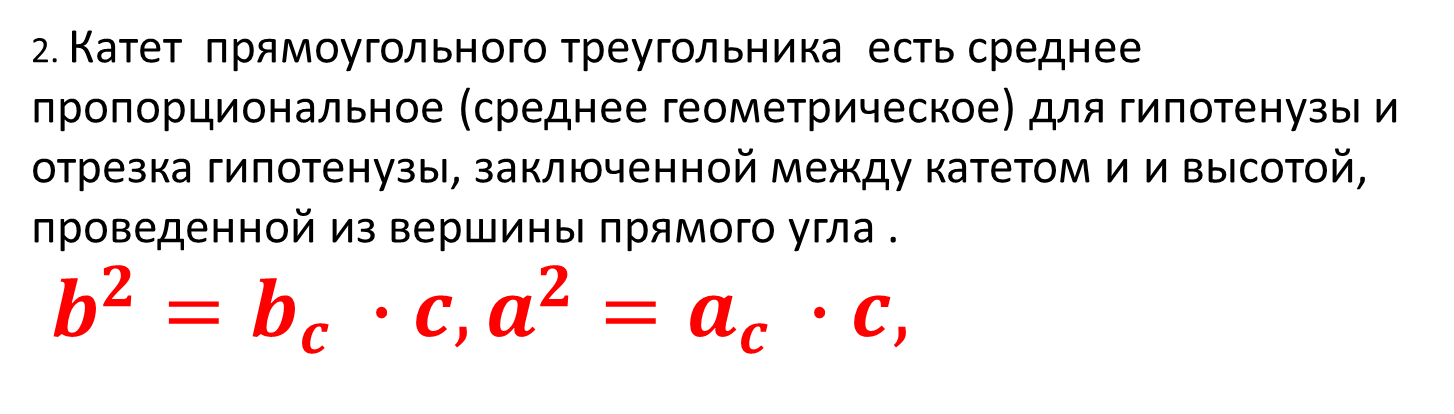 2. Катет прямоугольного треугольника есть среднее
пропорциональное (среднее геометрическое) для гипотенузы и
отрезка гипотенузы, заключенной между катетом и и высотой,
проведенной из вершины прямого угла .
b² = b_c · c, a² = a_c · c,